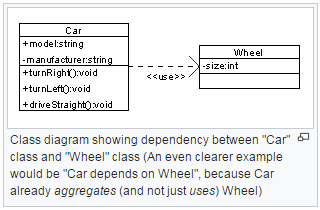 Car
+model:string
-manufacturer:string
+turnRight():void
+turnLeft():void
+driveStraight():void
<<use>>
Wheel
-size:int
Class diagram showing dependency between "Car"
class and "Wheel" class (An even clearer example
would be "Car depends on Wheel", because Car
already aggregates (and not just uses) Wheel)